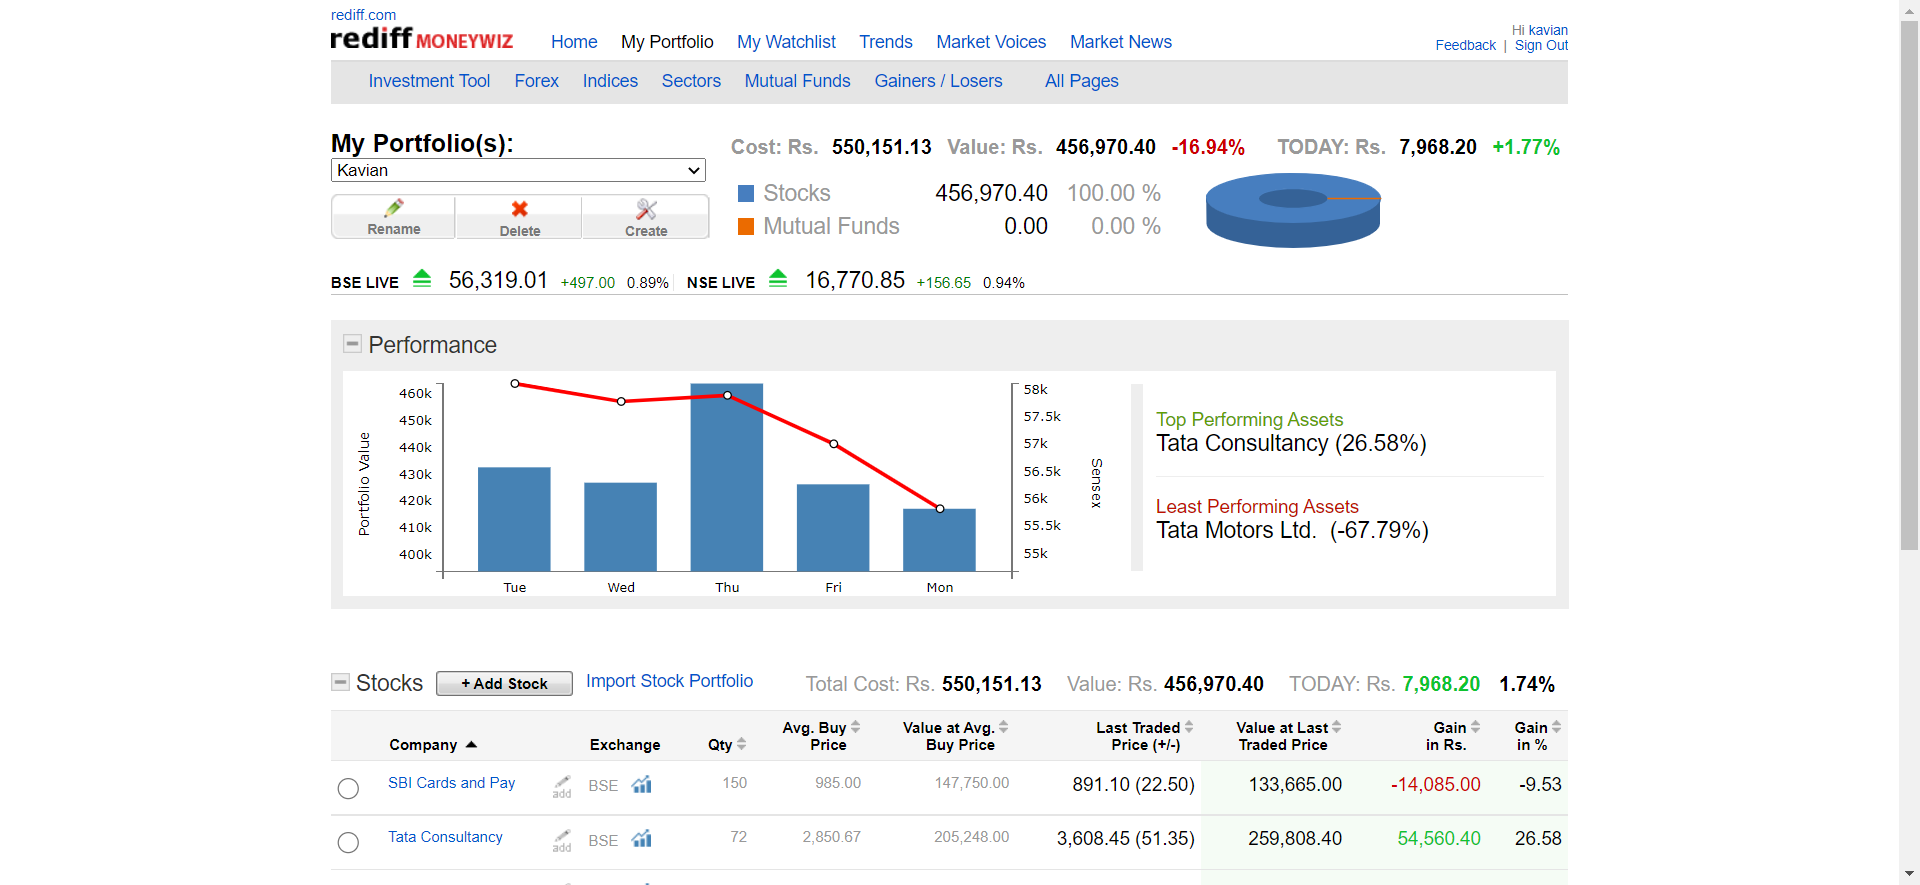 rediff.com
rediff MONEYWIZ Home My Portfolio My Watchlist Trends Market Voices Market News
Hi kavian
Feedback | Sign Out
Investment Tool Forex Indices Sectors Mutual Funds Gainers / Losers All Pages
My Portfolio(s):
Kavian
Rename Delete Create
Cost: Rs. 550,151.13 Value: Rs. 456,970.40 -16.94% TODAY: Rs. 7,968.20 +1.77%
Stocks 456,970.40 100.00 %
Mutual Funds 0.00 0.00 %
BSE LIVE 56,319.01 +497.00 0.89% NSE LIVE 16,770.85 +156.65 0.94%
Performance
Portfolio Value
460k
450k
440k
430k
420k
410k
400k
Tue Wed Thu Fri Mon
58k
57.5k
57k
56.5k
56k
55.5k
55k
Sensex
Top Performing Assets
Tata Consultancy (26.58%)
Least Performing Assets
Tata Motors Ltd. (-67.79%)
Stocks + Add Stock Import Stock Portfolio Total Cost: Rs. 550,151.13 Value: Rs. 456,970.40 TODAY: Rs. 7,968.20 1.74%
Company Exchange Qty Avg. Buy Price Value at Avg. Buy Price Last Traded Price (+/-) Value at Last Traded Price Gain in Rs. Gain in %
SBI Cards and Pay add BSE 150 985.00 147,750.00 891.10 (22.50) 133,665.00 -14,085.00 -9.53
Tata Consultancy add BSE 72 2,850.67 205,248.00 3,608.45 (51.35) 259,808.40 54,560.40 26.58